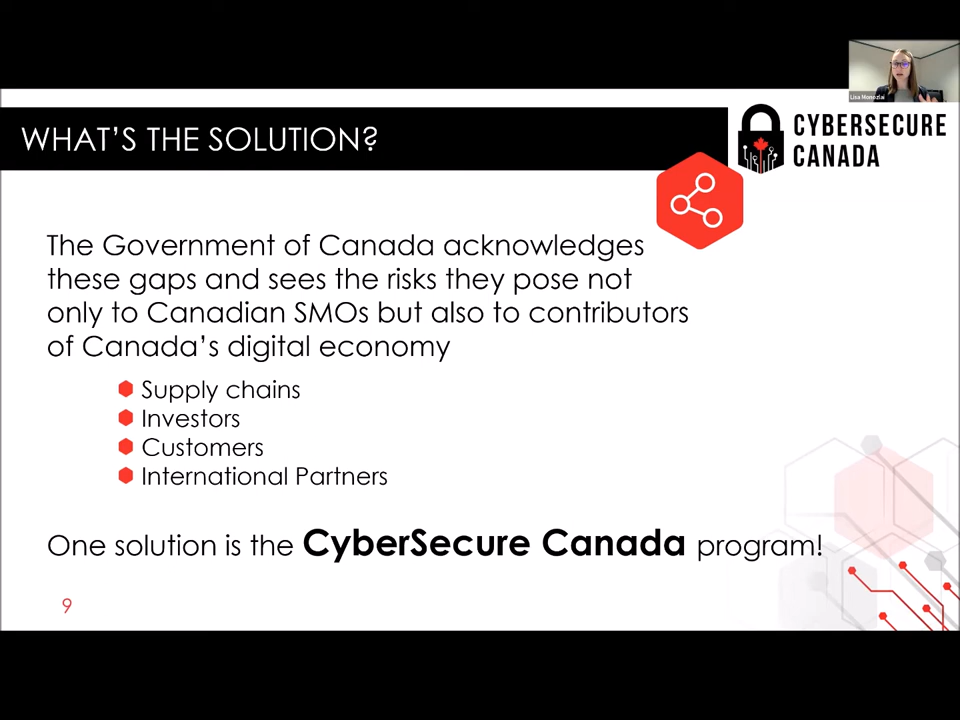 Lisa
WHAT'S THE SOLUTION?
CYBERSECURE
CANADA
The Government of Canada acknowledges
these gaps and sees the risks they pose not
only to Canadian SMOs but also to contributors
of Canada's digital economy
Supply chains
Investors
Customers
International Partners
One solution is the CyberSecure Canada program!
9